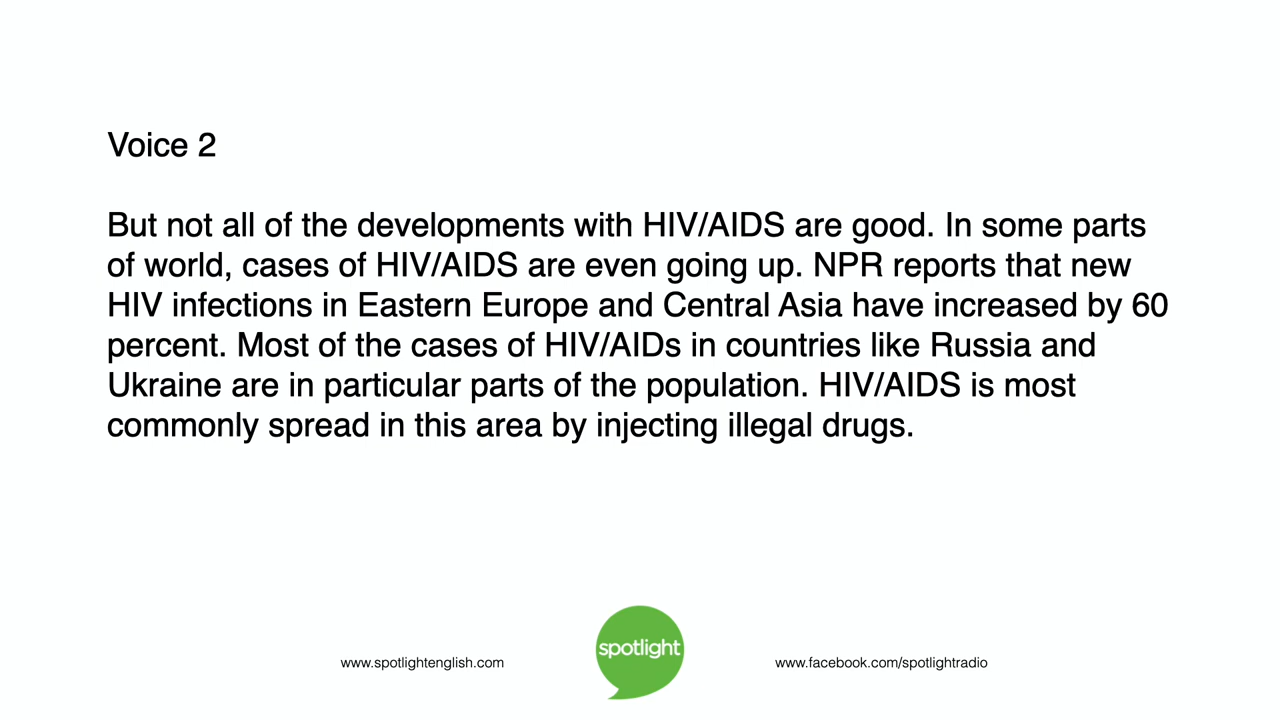 Voice 2
But not all of the developments with HIV/AIDS are good. In some parts
of world, cases of HIV/AIDS are even going up. NPR reports that new
HIV infections in Eastern Europe and Central Asia have increased by 60
percent. Most of the cases of HIV/AIDs in countries like Russia and
Ukraine are in particular parts of the population. HIV/AIDS is most
commonly spread in this area by injecting illegal drugs.
spotlight
www.spotlightenglish.com
www.facebook.com/spotlightradio